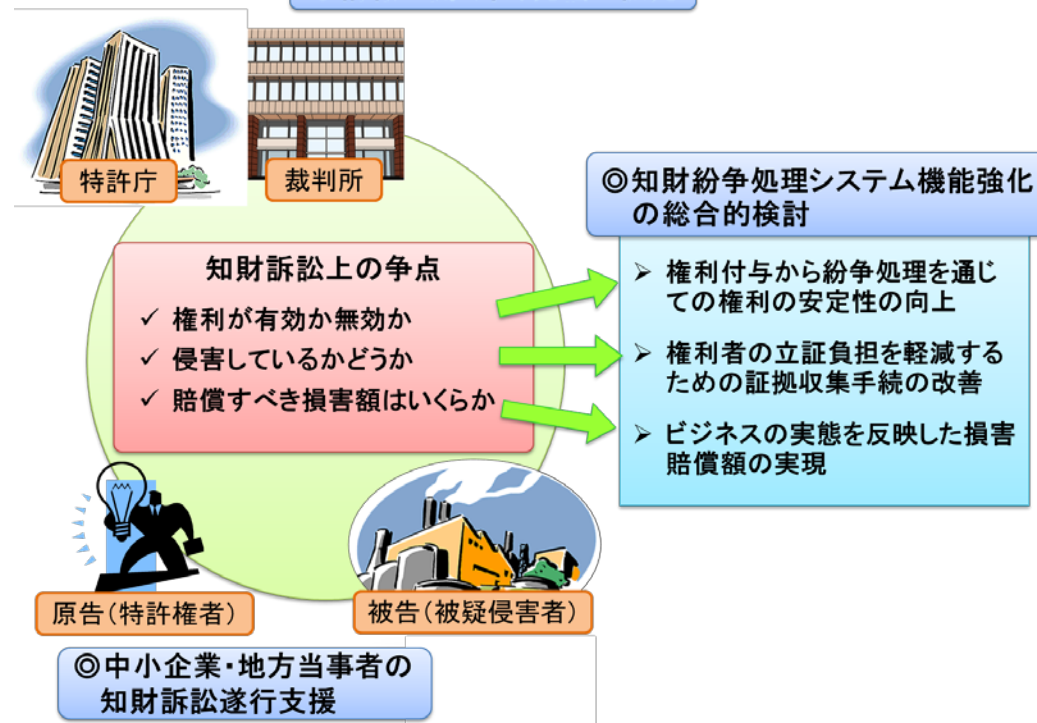 特許庁
裁判所
知財訴訟上の争点
✓ 権利が有効か無効か
✓ 侵害しているかどうか
✓ 賠償すべき損害額はいくらか
◎知財紛争処理システム機能強化
の総合的検討
➢ 権利付与から紛争処理を通じ
ての権利の安定性の向上
➢ 権利者の立証負担を軽減する
ための証拠収集手続の改善
➢ ビジネスの実態を反映した損害
賠償額の実現
原告(特許権者)
被告(被疑侵害者)
◎中小企業・地方当事者の
知財訴訟遂行支援